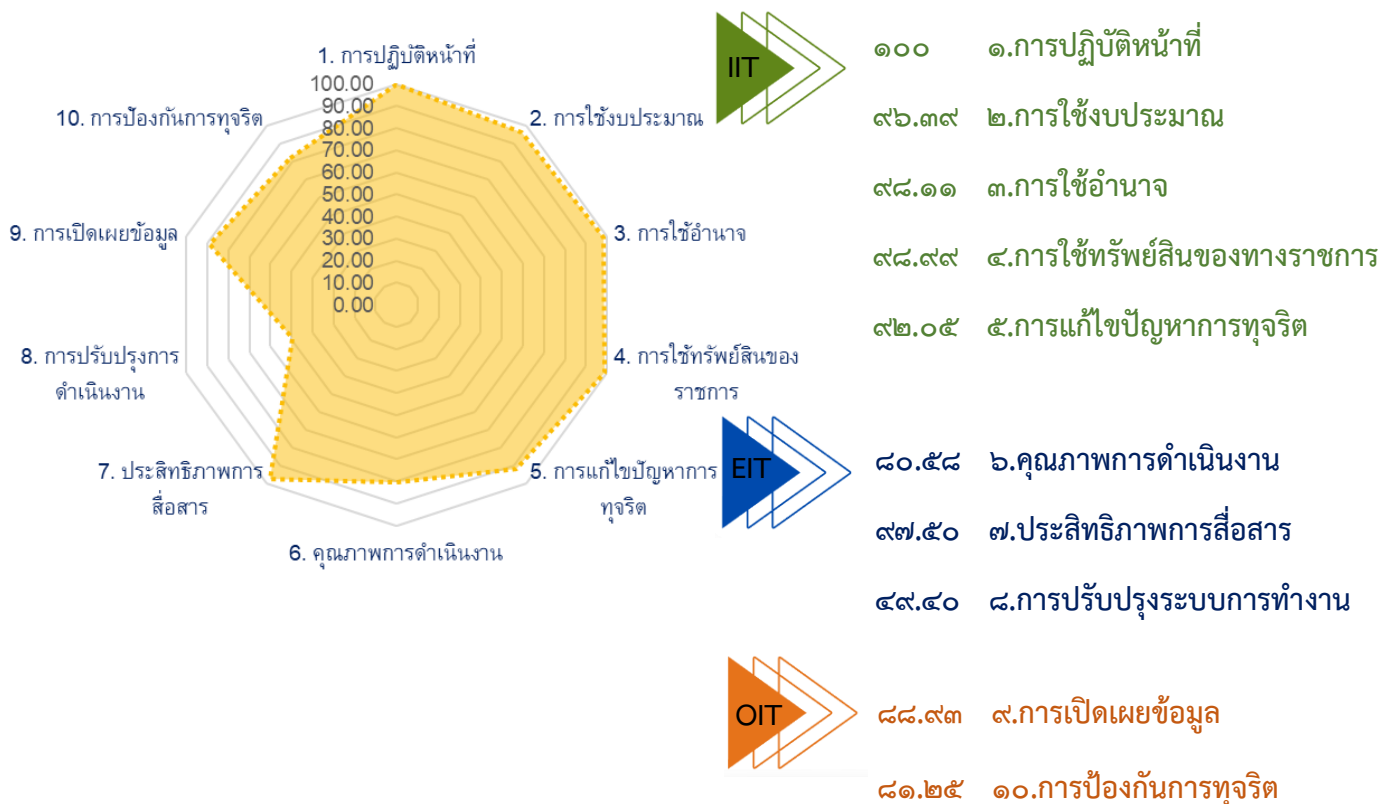 1. การปฏิบัติหน้าที่
100.00
90.00
80.00
70.00
60.00
50.00
40.00
30.00
20.00
10.00
0.00
2. การใช้งบประมาณ
3. การใช้อำนาจ
4. การใช้ทรัพย์สินของ
ราชการ
5. การแก้ไขปัญหาการ
ทุจริต
6. คุณภาพการดำเนินงาน
7. ประสิทธิภาพการ
สื่อสาร
8. การปรับปรุงการ
ดำเนินงาน
9. การเปิดเผยข้อมูล
10. การป้องกันการทุจริต
IIT
๑๐๐ ๑.การปฏิบัติหน้าที่
๙๖.๓๙ ๒.การใช้งบประมาณ
๙๘.๑๑ ๓.การใช้อำนาจ
๙๘.๙๙ ๔.การใช้ทรัพย์สินของทางราชการ
๙๒.๐๕ ๕.การแก้ไขปัญหาการทุจริต
EIT
๘๐.๕๘ ๖.คุณภาพการดำเนินงาน
๙๗.๕๐ ๗.ประสิทธิภาพการสื่อสาร
๔๙.๔๐ ๘.การปรับปรุงระบบการทำงาน
OIT
๘๘.๙๓ ๙.การเปิดเผยข้อมูล
๘๑.๒๕ ๑๐.การป้องกันการทุจริต